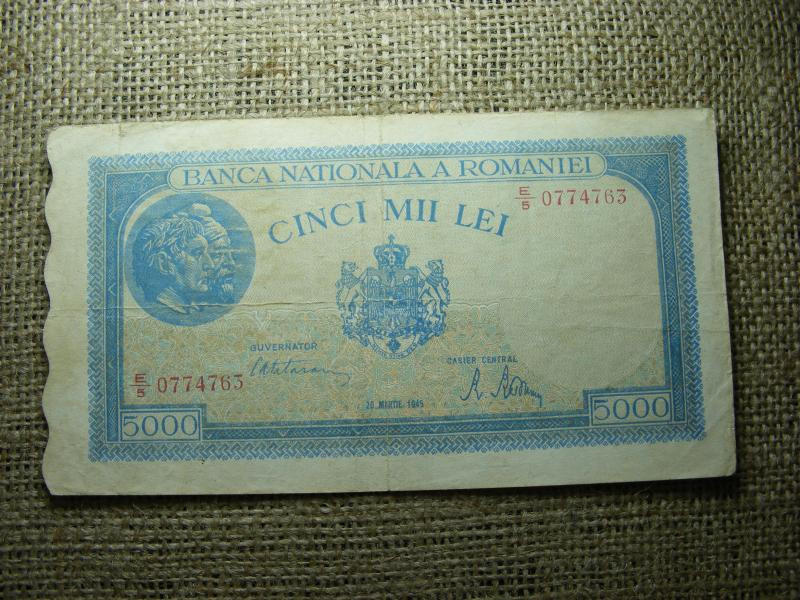 BANCA NATIONALA A ROMANIEI
E/5 0774763
CINCI MII LEI
GUVERNATOR
CASIER CENTRAL
E/5 0774763
20 MARTIE 1945
5000
5000